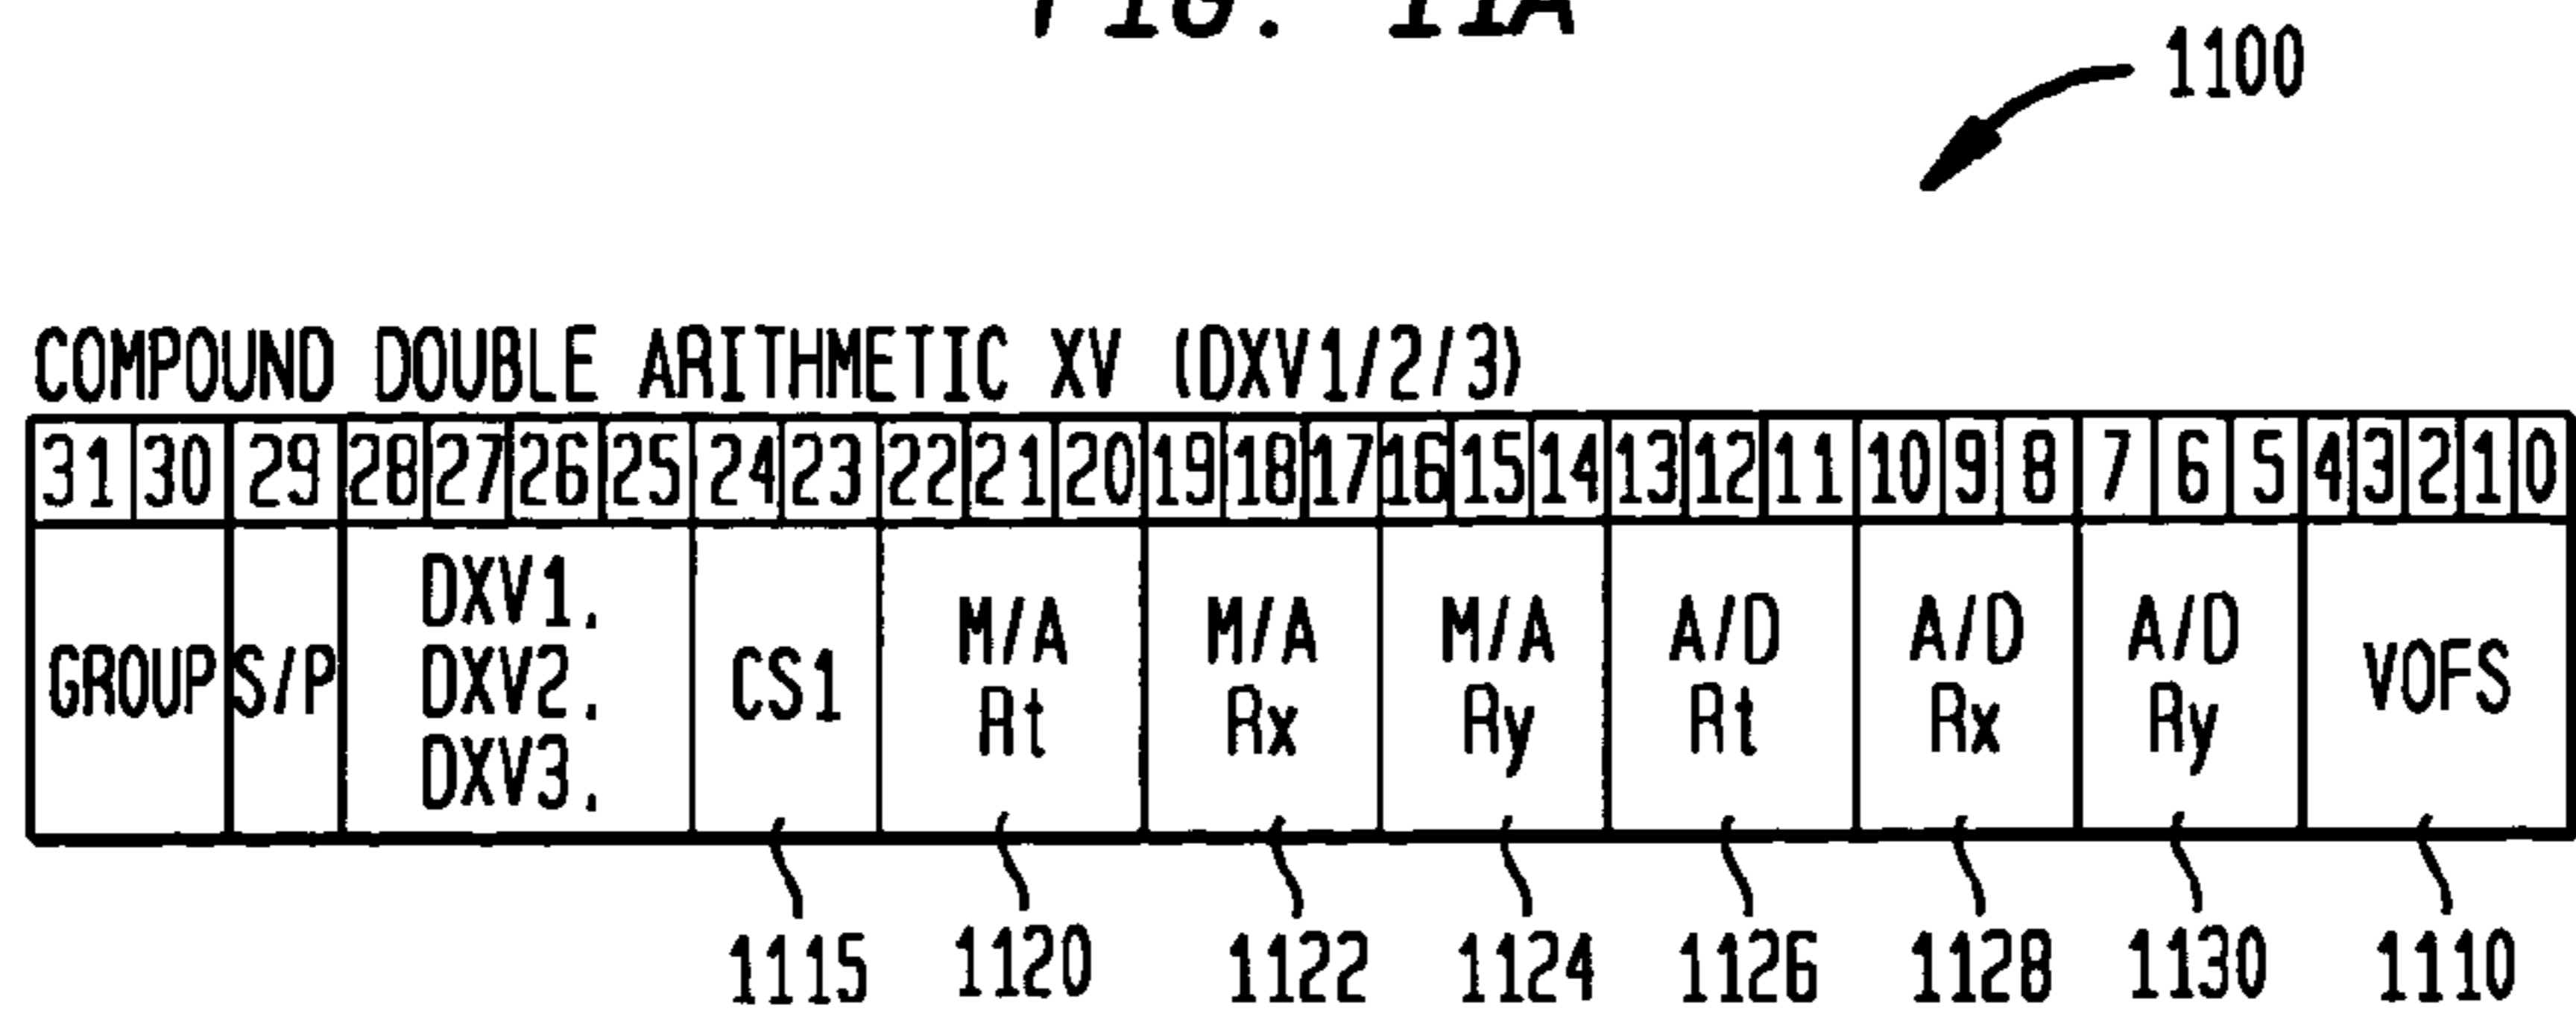 FIG. 11A
1100
COMPOUND DOUBLE ARITHMETIC XV (DXV1/2/3)
31 30 29 28 27 26 25 24 23 22 21 20 19 18 17 16 15 14 13 12 11 10 9 8 7 6 5 4 3 2 1 0
GROUP S/P DXV1. DXV2. DXV3. CS1 M/A Rt M/A Rx M/A Ry A/D Rt A/D Rx A/D Ry VOFS
1115 1120 1122 1124 1126 1128 1130 1110